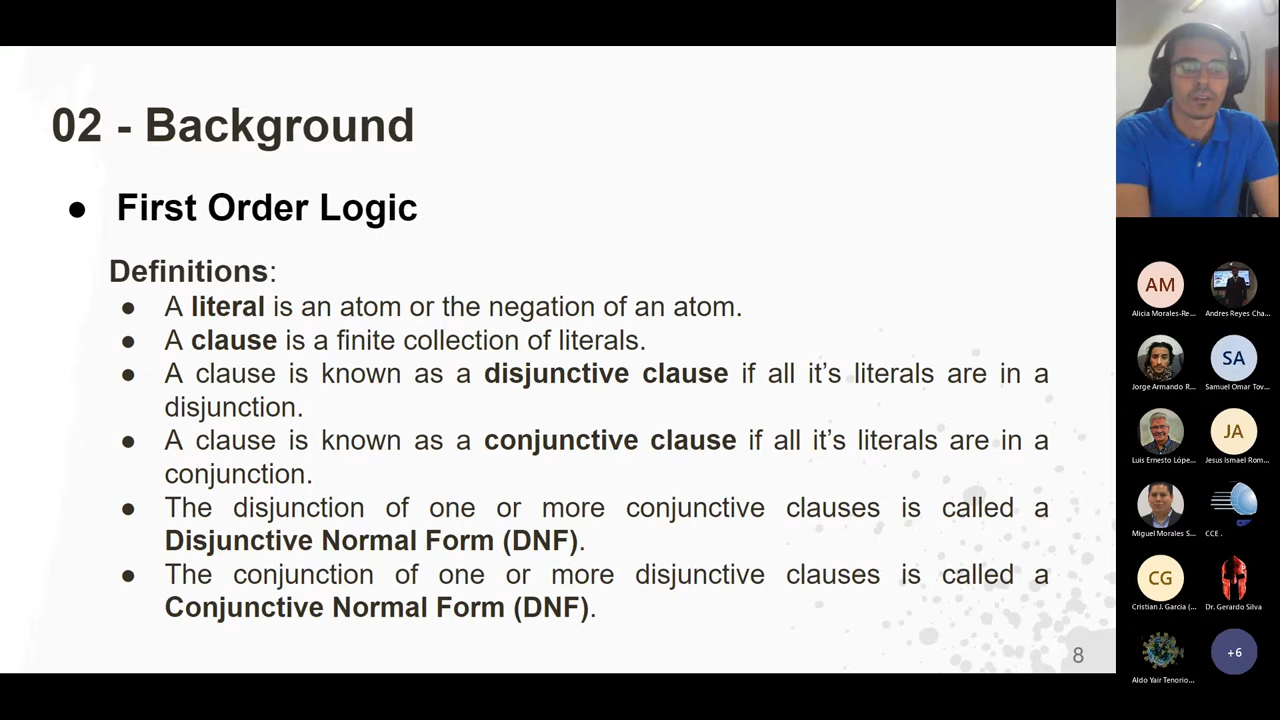 02 - Background
● First Order Logic
Definitions:
● A literal is an atom or the negation of an atom.
● A clause is a finite collection of literals.
● A clause is known as a disjunctive clause if all it’s literals are in a
disjunction.
● A clause is known as a conjunctive clause if all it’s literals are in a
conjunction.
● The disjunction of one or more conjunctive clauses is called a
Disjunctive Normal Form (DNF).
● The conjunction of one or more disjunctive clauses is called a
Conjunctive Normal Form (DNF).
8
AM
Alicia Morales-Re...
Andres Reyes Cha...
Jorge Armando R...
SA
Samuel Omar Tov...
Luis Ernesto Lópe...
JA
Jesus Ismael Rom...
Miguel Morales S...
CCE .
CG
Cristian J. Garcia (...
Dr. Gerardo Silva
Aldo Yair Tenorio...
+6